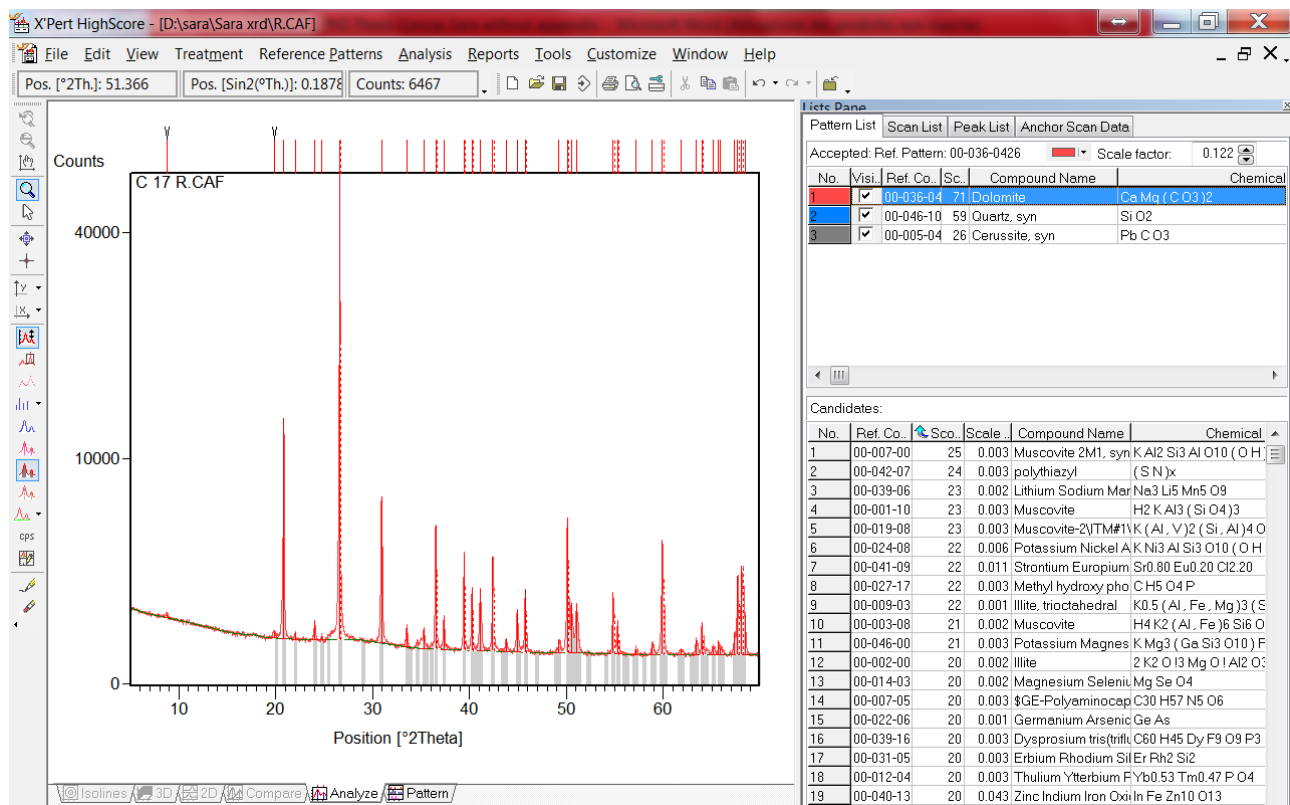 X'Pert HighScore - [D:\sara\Sara xrd\R.CAF]
File Edit View Treatment Reference Patterns Analysis Reports Tools Customize Window Help
Pos. [°2Th.]: 51.366 Pos. [Sin2(°Th.)]: 0.1878 Counts: 6467
Lists Pane
Pattern List Scan List Peak List Anchor Scan Data
Accepted: Ref. Pattern: 00-036-0426 Scale factor: 0.122
No. Visi.. Ref. Co.. Sc.. Compound Name Chemical
1 00-036-04 71 Dolomite Ca Mg ( C O3 )2
2 00-046-10 59 Quartz, syn Si O2
3 00-005-04 26 Cerussite, syn Pb C O3
Counts
C 17 R.CAF
40000
10000
0
10 20 30 40 50 60
Position [°2Theta]
cps
Isolines 3D 2D Compare Analyze Pattern
Candidates:
No. Ref. Co.. Sco.. Scale .. Compound Name Chemical
1 00-007-00 25 0.003 Muscovite 2M1, syn K Al2 Si3 Al O10 ( O H )
2 00-042-07 24 0.003 polythiazyl ( S N )x
3 00-039-06 23 0.002 Lithium Sodium Mar Na3 Li5 Mn5 O9
4 00-001-10 23 0.003 Muscovite H2 K Al3 ( Si O4 )3
5 00-019-08 23 0.003 Muscovite-2\ITM#1\ K ( Al , V )2 ( Si , Al )4 O
6 00-024-08 22 0.006 Potassium Nickel A K Ni3 Al Si3 O10 ( O H
7 00-041-09 22 0.011 Strontium Europium Sr0.80 Eu0.20 Cl2.20
8 00-027-17 22 0.003 Methyl hydroxy pho C H5 O4 P
9 00-009-03 22 0.001 Illite, trioctahedral K0.5 ( Al , Fe , Mg )3 ( S
10 00-003-08 21 0.002 Muscovite H4 K2 ( Al , Fe )6 Si6 O
11 00-046-00 21 0.003 Potassium Magnes K Mg3 ( Ga Si3 O10 ) F
12 00-002-00 20 0.002 Illite 2 K2 O !3 Mg O ! Al2 O3
13 00-014-03 20 0.002 Magnesium Seleniu Mg Se O4
14 00-007-05 20 0.003 $GE-Polyaminocap C30 H57 N5 O6
15 00-022-06 20 0.001 Germanium Arsenic Ge As
16 00-039-16 20 0.003 Dysprosium tris(triflu C60 H45 Dy F9 O9 P3
17 00-031-05 20 0.003 Erbium Rhodium Sil Er Rh2 Si2
18 00-012-04 20 0.003 Thulium Ytterbium P Yb0.53 Tm0.47 P O4
19 00-040-13 20 0.043 Zinc Indium Iron Oxi In Fe Zn10 O13